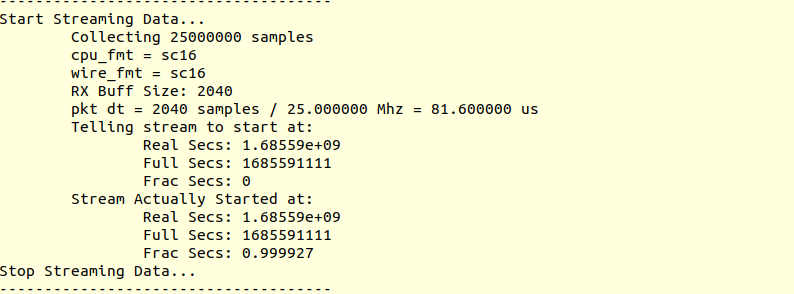 -------------------------------------
Start Streaming Data...
Collecting 25000000 samples
cpu_fmt = sc16
wire_fmt = sc16
RX Buff Size: 2040
pkt dt = 2040 samples / 25.000000 Mhz = 81.600000 us
Telling stream to start at:
Real Secs: 1.68559e+09
Full Secs: 1685591111
Frac Secs: 0
Stream Actually Started at:
Real Secs: 1.68559e+09
Full Secs: 1685591111
Frac Secs: 0.999927
Stop Streaming Data...
-------------------------------------